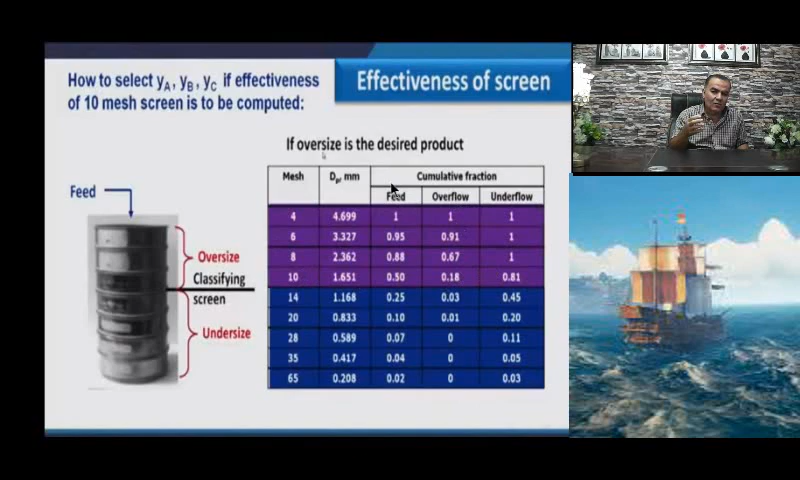 How to select yA, yB, yC if effectiveness
of 10 mesh screen is to be computed:
Effectiveness of screen
If oversize is the desired product
Feed
Oversize
Classifying
screen
Undersize
Mesh Dp, mm Cumulative fraction
Feed Overflow Underflow
4 4.699 1 1 1
6 3.327 0.95 0.91 1
8 2.362 0.88 0.67 1
10 1.651 0.50 0.18 0.81
14 1.168 0.25 0.03 0.45
20 0.833 0.10 0.01 0.20
28 0.589 0.07 0 0.11
35 0.417 0.04 0 0.05
65 0.208 0.02 0 0.03